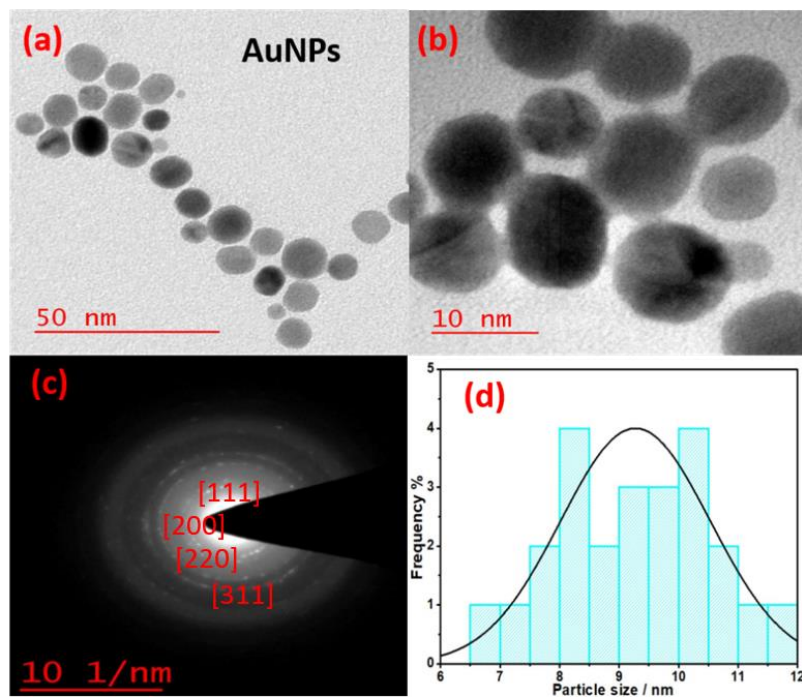 (a)
AuNPs
50 nm
(b)
10 nm
(c)
[111]
[200]
[220]
[311]
10 1/nm
(d)
Frequency %
5
4
3
2
1
0
6 7 8 9 10 11 12
Particle size / nm